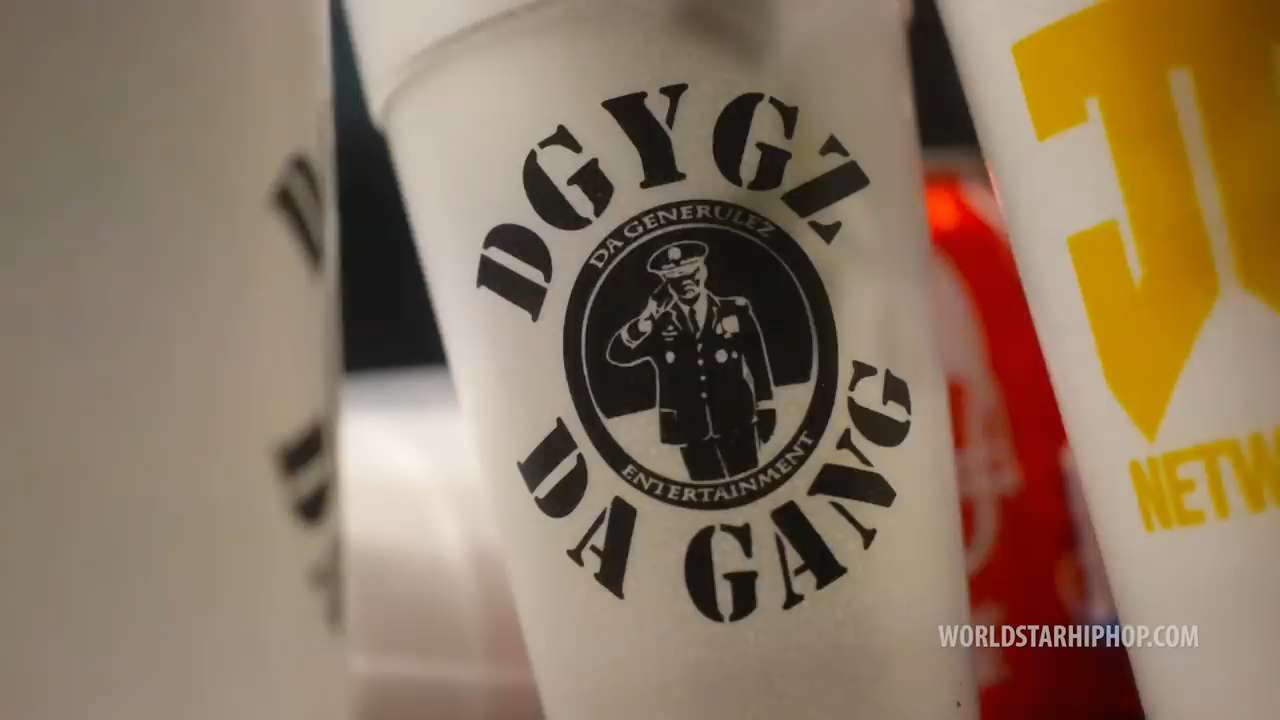 DGYGZ
DA GENERULEZ
ENTERTAINMENT
DA GANG
NETW
WORLDSTARHIPHOP.COM